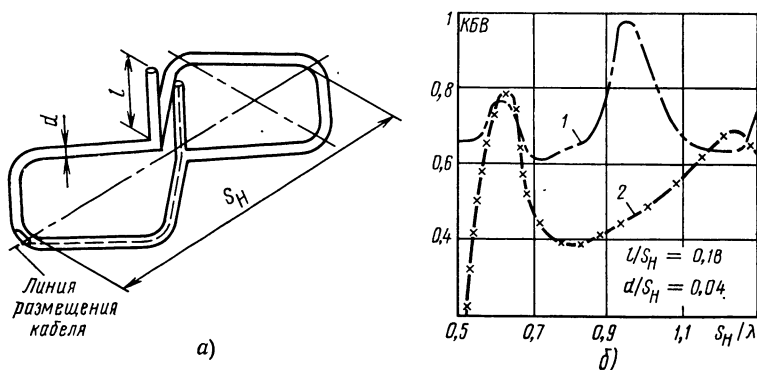 l
d
S_H
Линия
размещения
кабеля
а)
КБВ
0,8
0,6
0,4
1
2
l/S_H = 0,18
d/S_H = 0,04
0,5 0,7 0,9 1,1 S_H/λ
б)